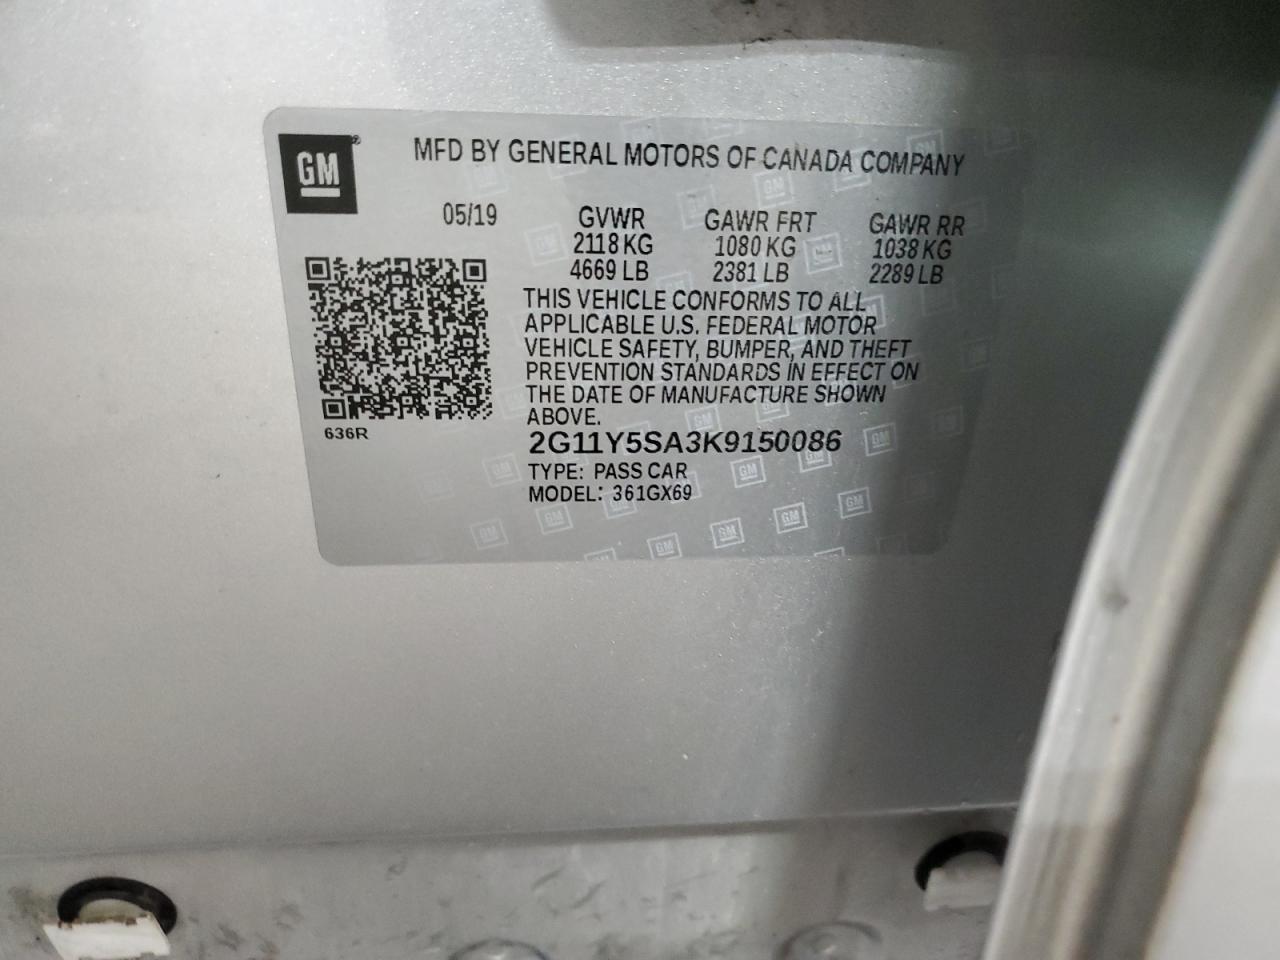 GM
MFD BY GENERAL MOTORS OF CANADA COMPANY
05/19 GVWR GAWR FRT GAWR RR
2118 KG 1080 KG 1038 KG
4669 LB 2381 LB 2289 LB
THIS VEHICLE CONFORMS TO ALL
APPLICABLE U.S. FEDERAL MOTOR
VEHICLE SAFETY, BUMPER, AND THEFT
PREVENTION STANDARDS IN EFFECT ON
THE DATE OF MANUFACTURE SHOWN
ABOVE.
636R
2G11Y5SA3K9150086
TYPE: PASS CAR
MODEL: 361GX69